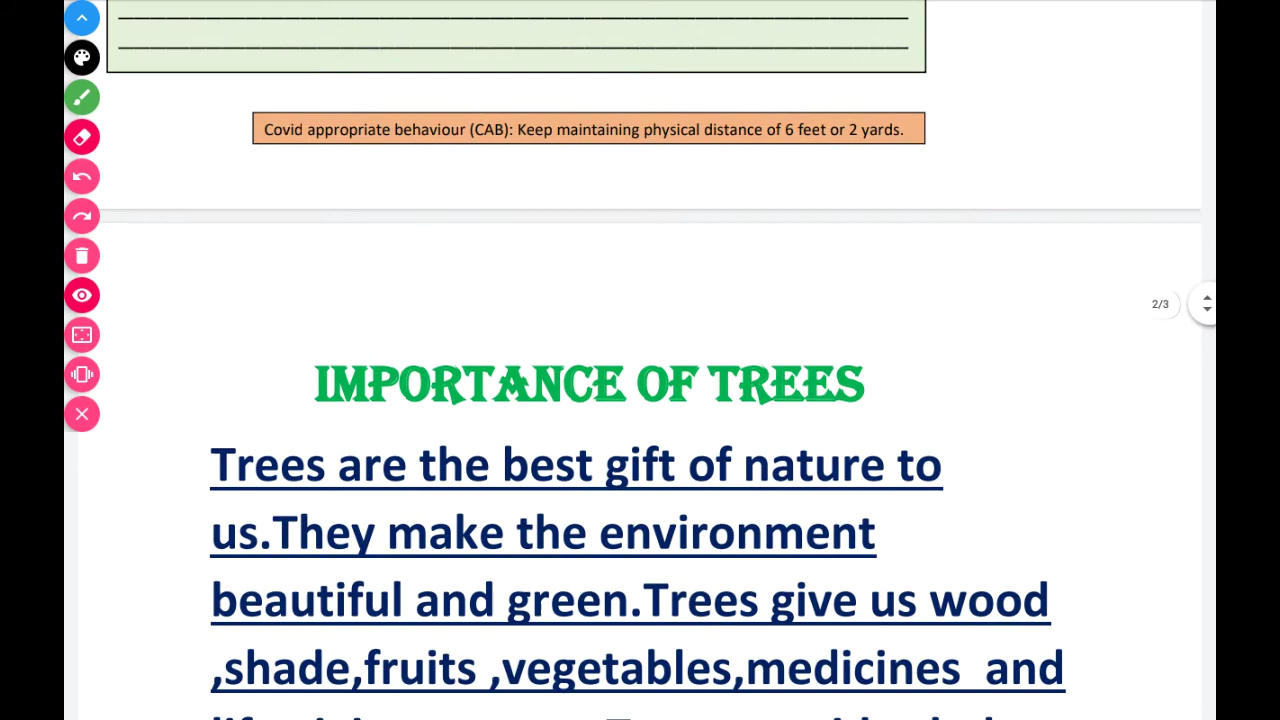 Covid appropriate behaviour (CAB): Keep maintaining physical distance of 6 feet or 2 yards.
2/3
IMPORTANCE OF TREES
Trees are the best gift of nature to
us.They make the environment
beautiful and green.Trees give us wood
,shade,fruits ,vegetables,medicines  and